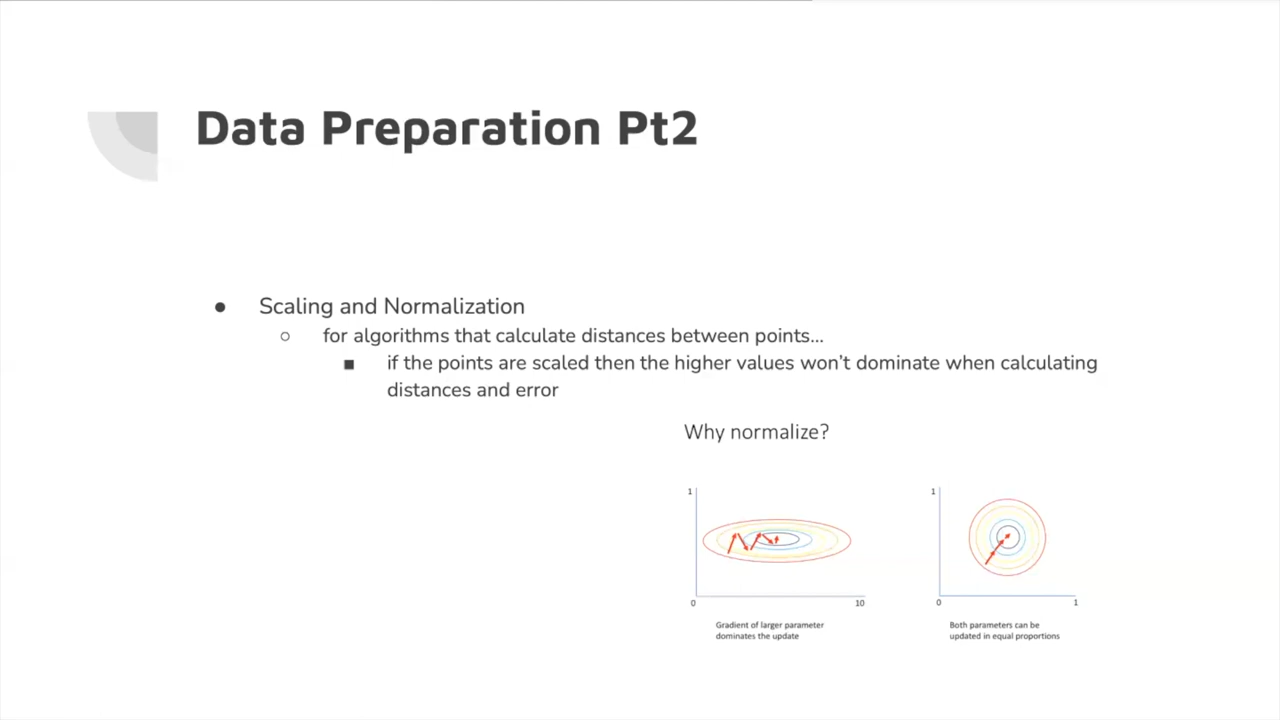 Data Preparation Pt2
● Scaling and Normalization
○ for algorithms that calculate distances between points...
■ if the points are scaled then the higher values won't dominate when calculating
distances and error
Why normalize?
1
0
10
Gradient of larger parameter
dominates the update
1
0
1
Both parameters can be
updated in equal proportions